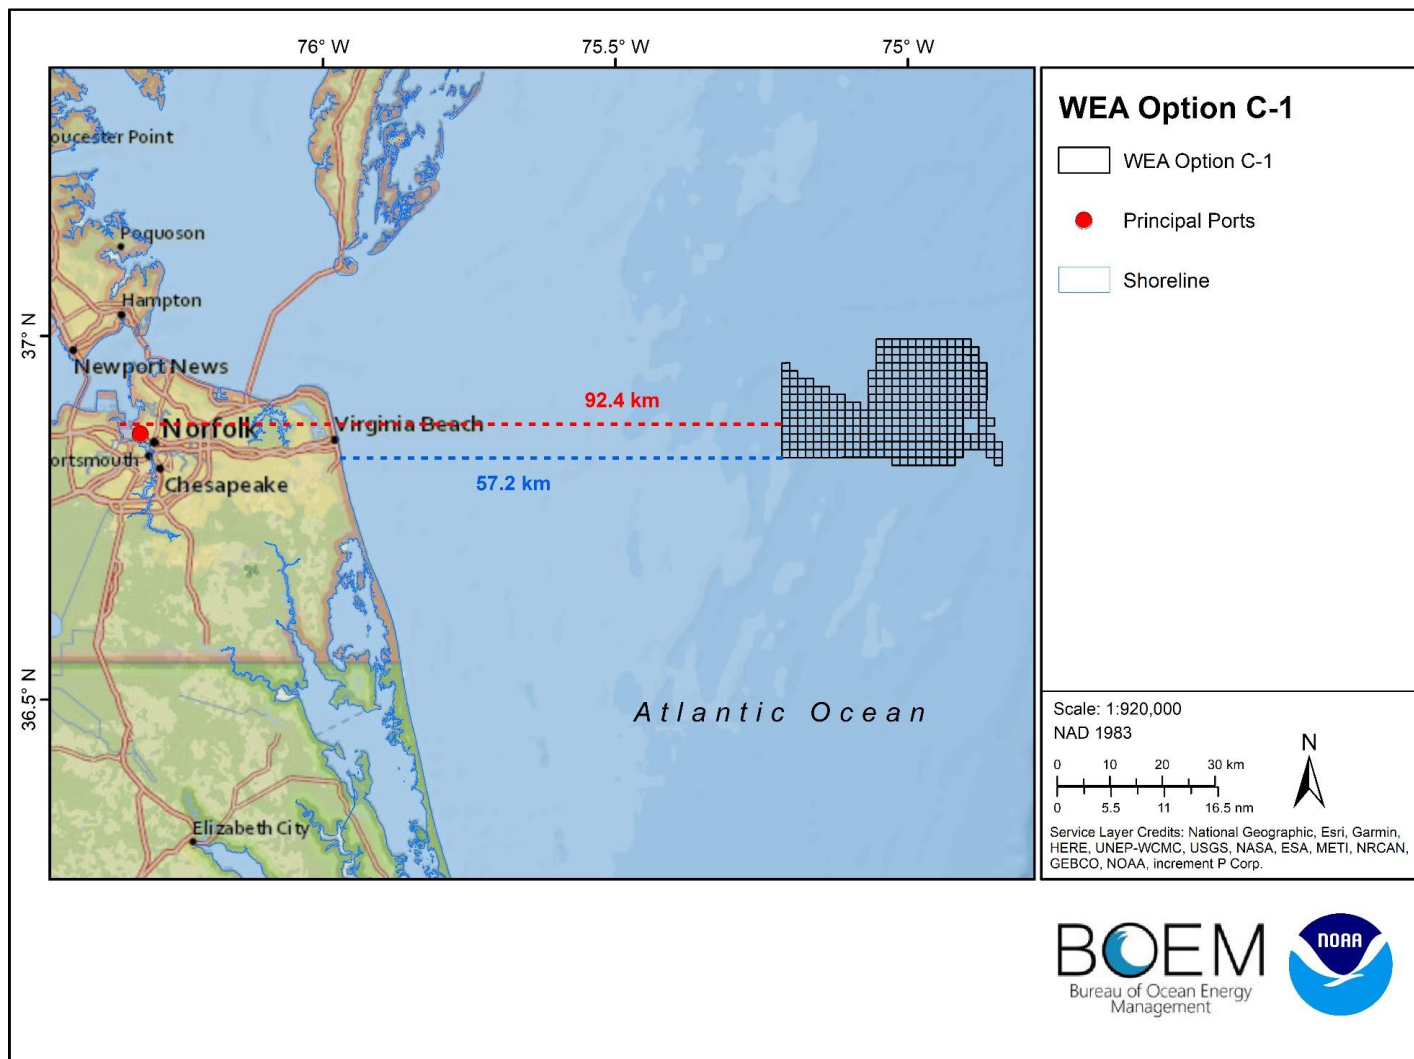 76° W
75.5° W
75° W
37° N
36.5° N
oucester Point
Poquoson
Hampton
Newport News
Norfolk
Virginia Beach
ortsmouth
Chesapeake
Elizabeth City
92.4 km
57.2 km
Atlantic Ocean
WEA Option C-1
WEA Option C-1
Principal Ports
Shoreline
Scale: 1:920,000
NAD 1983
N
0 10 20 30 km
0 5.5 11 16.5 nm
Service Layer Credits: National Geographic, Esri, Garmin,
HERE, UNEP-WCMC, USGS, NASA, ESA, METI, NRCAN,
GEBCO, NOAA, increment P Corp.
BOEM
Bureau of Ocean Energy
Management
NOAA